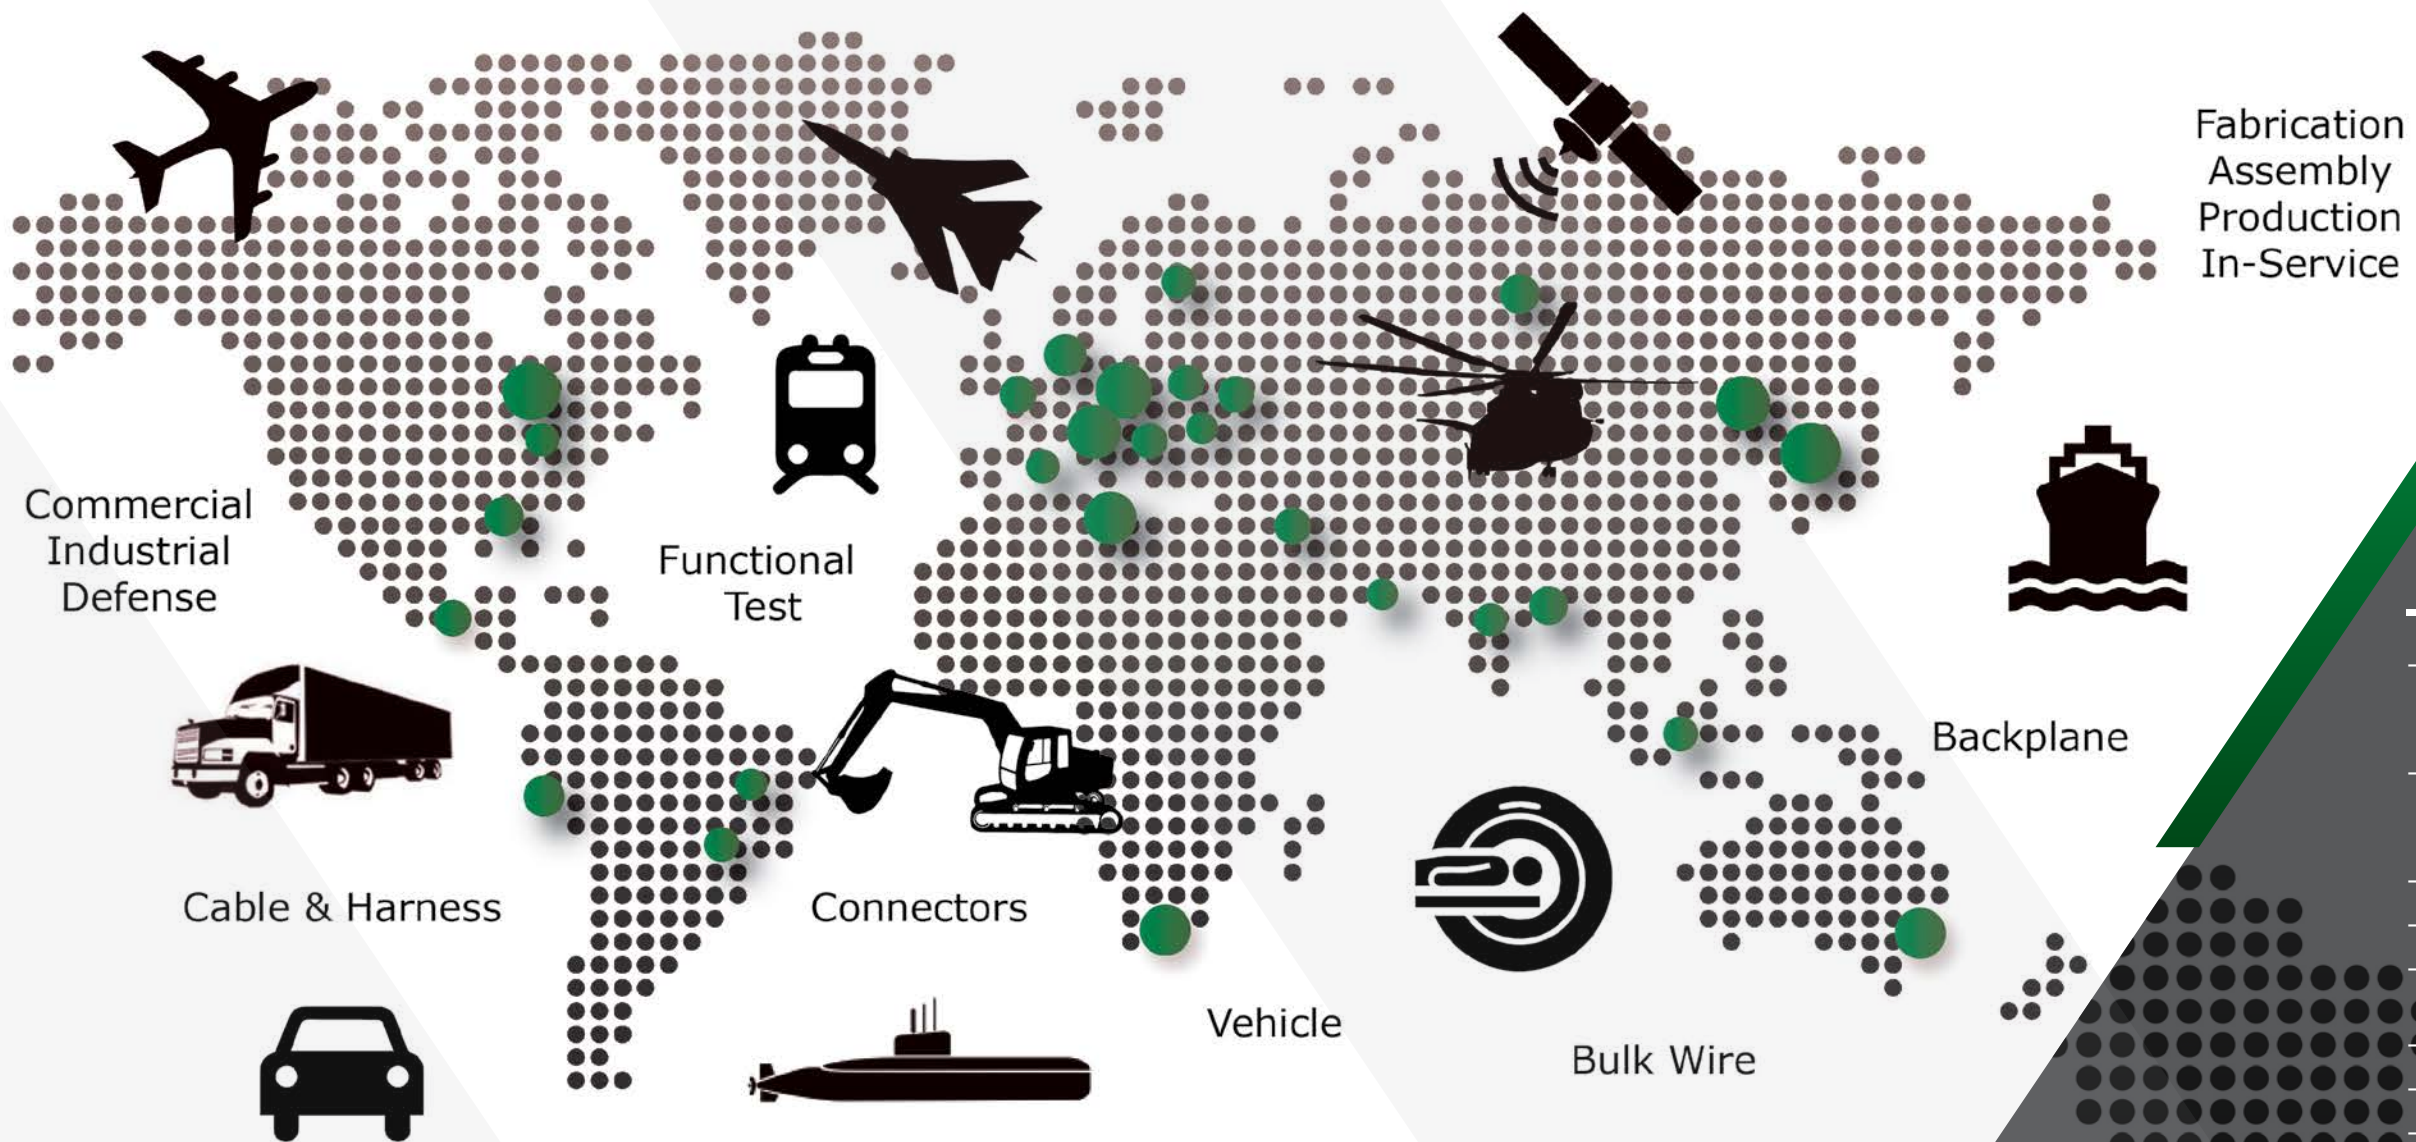 Fabrication
Assembly
Production
In-Service
Commercial
Industrial
Defense
Functional
Test
Backplane
Cable & Harness
Connectors
Vehicle
Bulk Wire